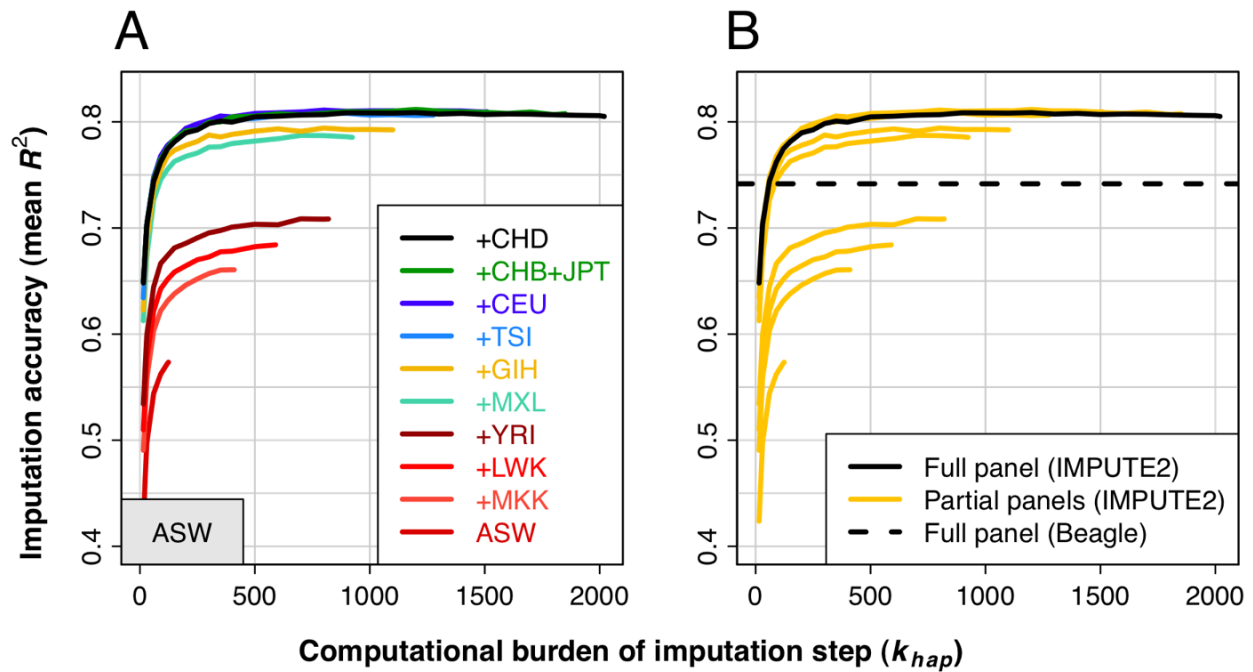 A
B
Imputation accuracy (mean R²)
0.8
0.7
0.6
0.5
0.4
+CHD
+CHB+JPT
+CEU
+TSI
+GIH
+MXL
+YRI
+LWK
+MKK
ASW
ASW
0 500 1000 1500 2000
0.8
0.7
0.6
0.5
0.4
Full panel (IMPUTE2)
Partial panels (IMPUTE2)
Full panel (Beagle)
0 500 1000 1500 2000
Computational burden of imputation step (k_hap)